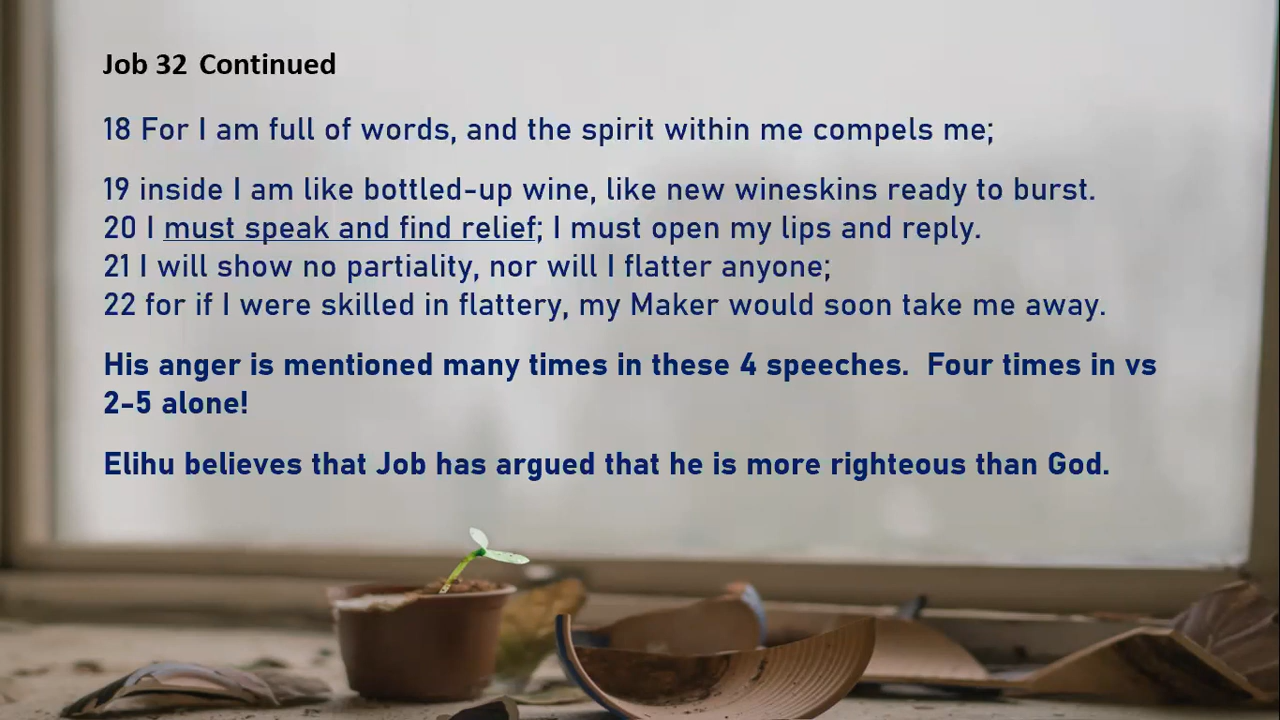 Job 32 Continued
18 For I am full of words, and the spirit within me compels me;
19 inside I am like bottled-up wine, like new wineskins ready to burst.
20 I must speak and find relief; I must open my lips and reply.
21 I will show no partiality, nor will I flatter anyone;
22 for if I were skilled in flattery, my Maker would soon take me away.
His anger is mentioned many times in these 4 speeches. Four times in vs
2-5 alone!
Elihu believes that Job has argued that he is more righteous than God.